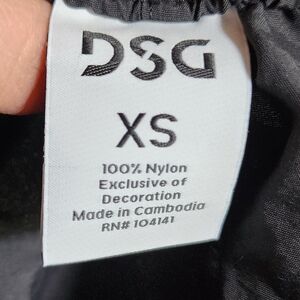 DSG
XS
100% Nylon
Exclusive of
Decoration
Made in Cambodia
RN# 104141